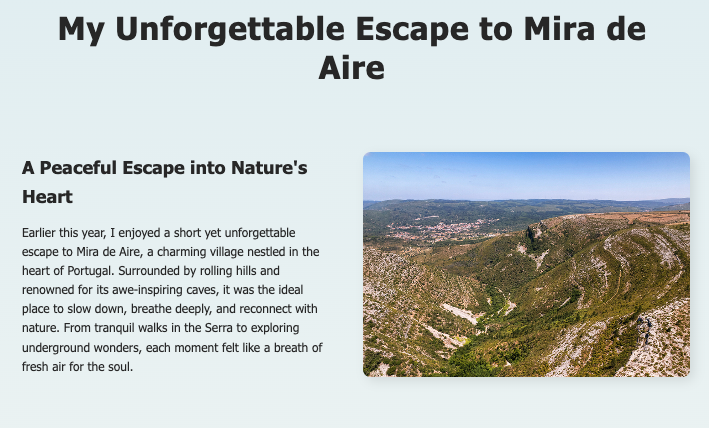 My Unforgettable Escape to Mira de
Aire
A Peaceful Escape into Nature's
Heart
Earlier this year, I enjoyed a short yet unforgettable
escape to Mira de Aire, a charming village nestled in the
heart of Portugal. Surrounded by rolling hills and
renowned for its awe-inspiring caves, it was the ideal
place to slow down, breathe deeply, and reconnect with
nature. From tranquil walks in the Serra to exploring
underground wonders, each moment felt like a breath of
fresh air for the soul.